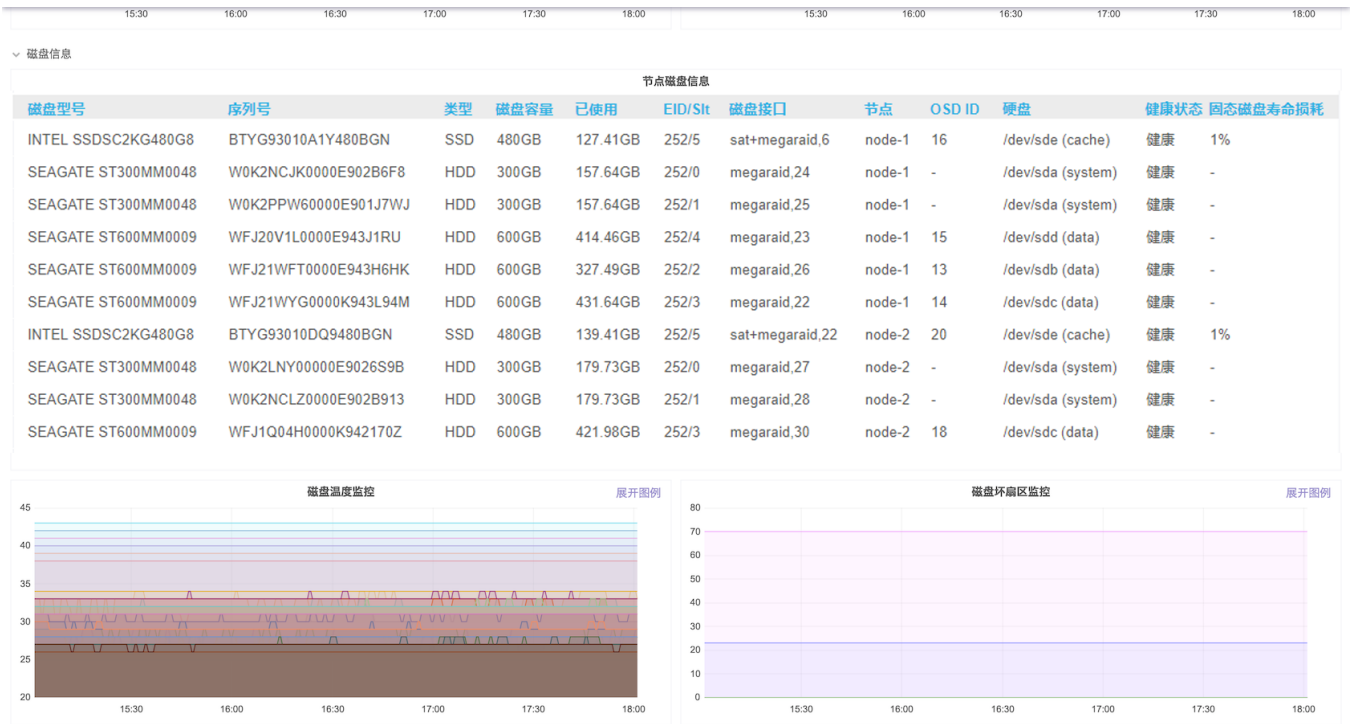 15:30 16:00 16:30 17:00 17:30 18:00 15:30 16:00 16:30 17:00 17:30 18:00
磁盘信息
节点磁盘信息
磁盘型号 序列号 类型 磁盘容量 已使用 EID/Slt 磁盘接口 节点 OSD ID 硬盘 健康状态 固态磁盘寿命损耗
INTEL SSDSC2KG480G8 BTYG93010A1Y480BGN SSD 480GB 127.41GB 252/5 sat+megaraid,6 node-1 16 /dev/sde (cache) 健康 1%
SEAGATE ST300MM0048 W0K2NCJK0000E902B6F8 HDD 300GB 157.64GB 252/0 megaraid,24 node-1 - /dev/sda (system) 健康 -
SEAGATE ST300MM0048 W0K2PPW60000E901J7WJ HDD 300GB 157.64GB 252/1 megaraid,25 node-1 - /dev/sda (system) 健康 -
SEAGATE ST600MM0009 WFJ20V1L0000E943J1RU HDD 600GB 414.46GB 252/4 megaraid,23 node-1 15 /dev/sdd (data) 健康 -
SEAGATE ST600MM0009 WFJ21WFT0000E943H6HK HDD 600GB 327.49GB 252/2 megaraid,26 node-1 13 /dev/sdb (data) 健康 -
SEAGATE ST600MM0009 WFJ21WYG0000K943L94M HDD 600GB 431.64GB 252/3 megaraid,22 node-1 14 /dev/sdc (data) 健康 -
INTEL SSDSC2KG480G8 BTYG93010DQ9480BGN SSD 480GB 139.41GB 252/5 sat+megaraid,22 node-2 20 /dev/sde (cache) 健康 1%
SEAGATE ST300MM0048 W0K2LNY00000E9026S9B HDD 300GB 179.73GB 252/0 megaraid,27 node-2 - /dev/sda (system) 健康 -
SEAGATE ST300MM0048 W0K2NCLZ0000E902B913 HDD 300GB 179.73GB 252/1 megaraid,28 node-2 - /dev/sda (system) 健康 -
SEAGATE ST600MM0009 WFJ1Q04H0000K942170Z HDD 600GB 421.98GB 252/3 megaraid,30 node-2 18 /dev/sdc (data) 健康 -
磁盘温度监控 展开图例
45
40
35
30
25
20
15:30 16:00 16:30 17:00 17:30 18:00
磁盘坏扇区监控 展开图例
80
70
60
50
40
30
20
10
0
15:30 16:00 16:30 17:00 17:30 18:00